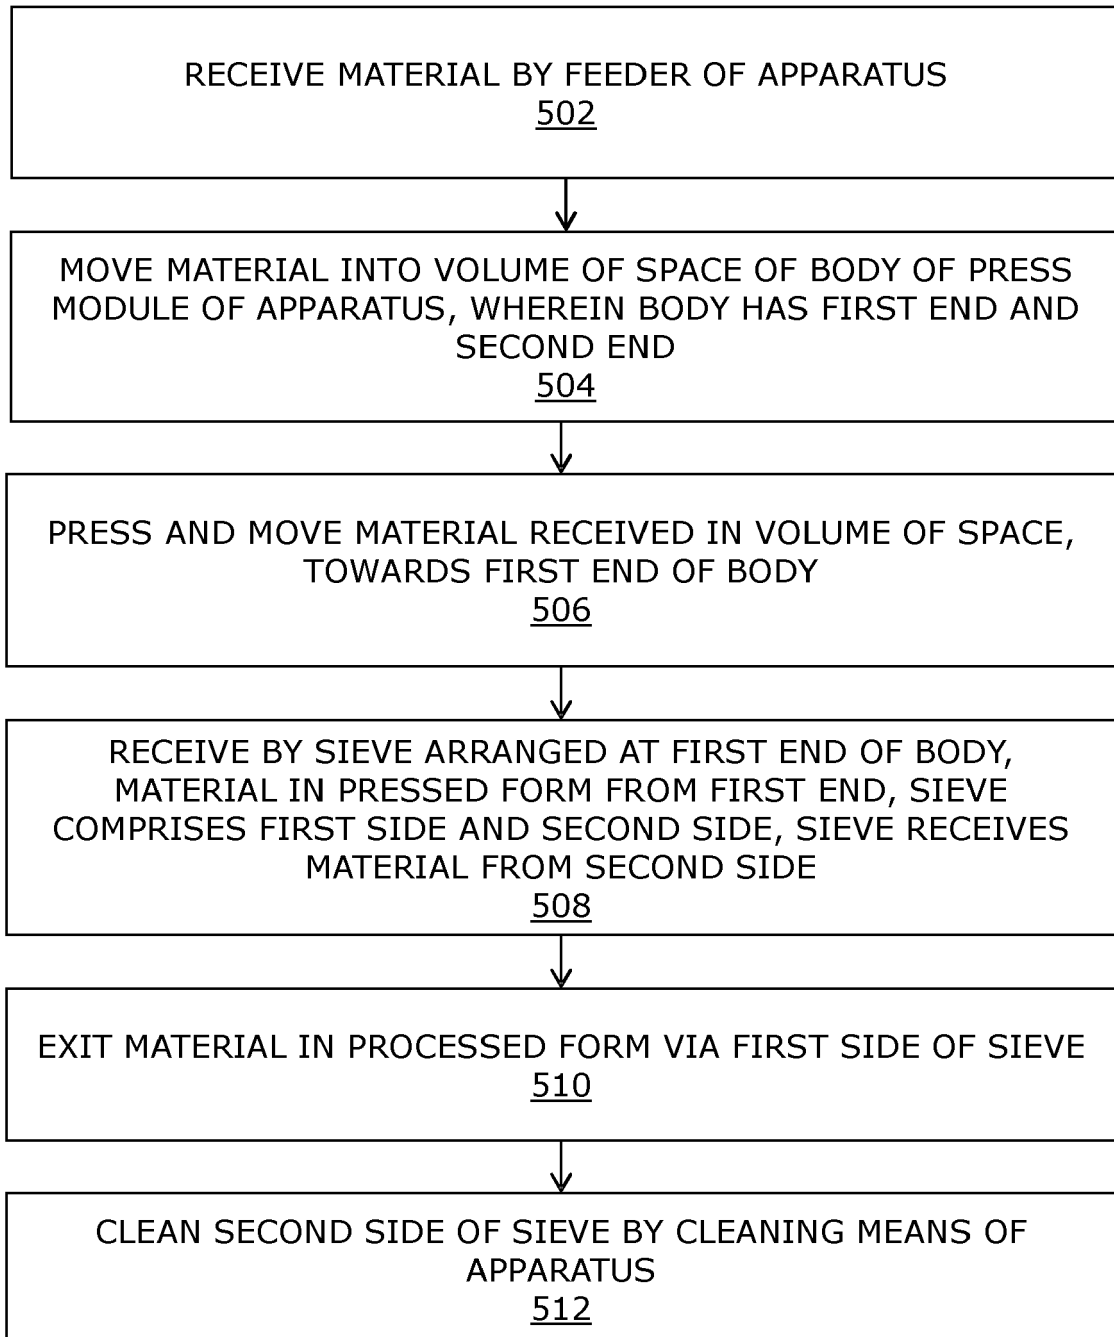 RECEIVE MATERIAL BY FEEDER OF APPARATUS
502
MOVE MATERIAL INTO VOLUME OF SPACE OF BODY OF PRESS
MODULE OF APPARATUS, WHEREIN BODY HAS FIRST END AND
SECOND END
504
PRESS AND MOVE MATERIAL RECEIVED IN VOLUME OF SPACE,
TOWARDS FIRST END OF BODY
506
RECEIVE BY SIEVE ARRANGED AT FIRST END OF BODY,
MATERIAL IN PRESSED FORM FROM FIRST END, SIEVE
COMPRISES FIRST SIDE AND SECOND SIDE, SIEVE RECEIVES
MATERIAL FROM SECOND SIDE
508
EXIT MATERIAL IN PROCESSED FORM VIA FIRST SIDE OF SIEVE
510
CLEAN SECOND SIDE OF SIEVE BY CLEANING MEANS OF
APPARATUS
512